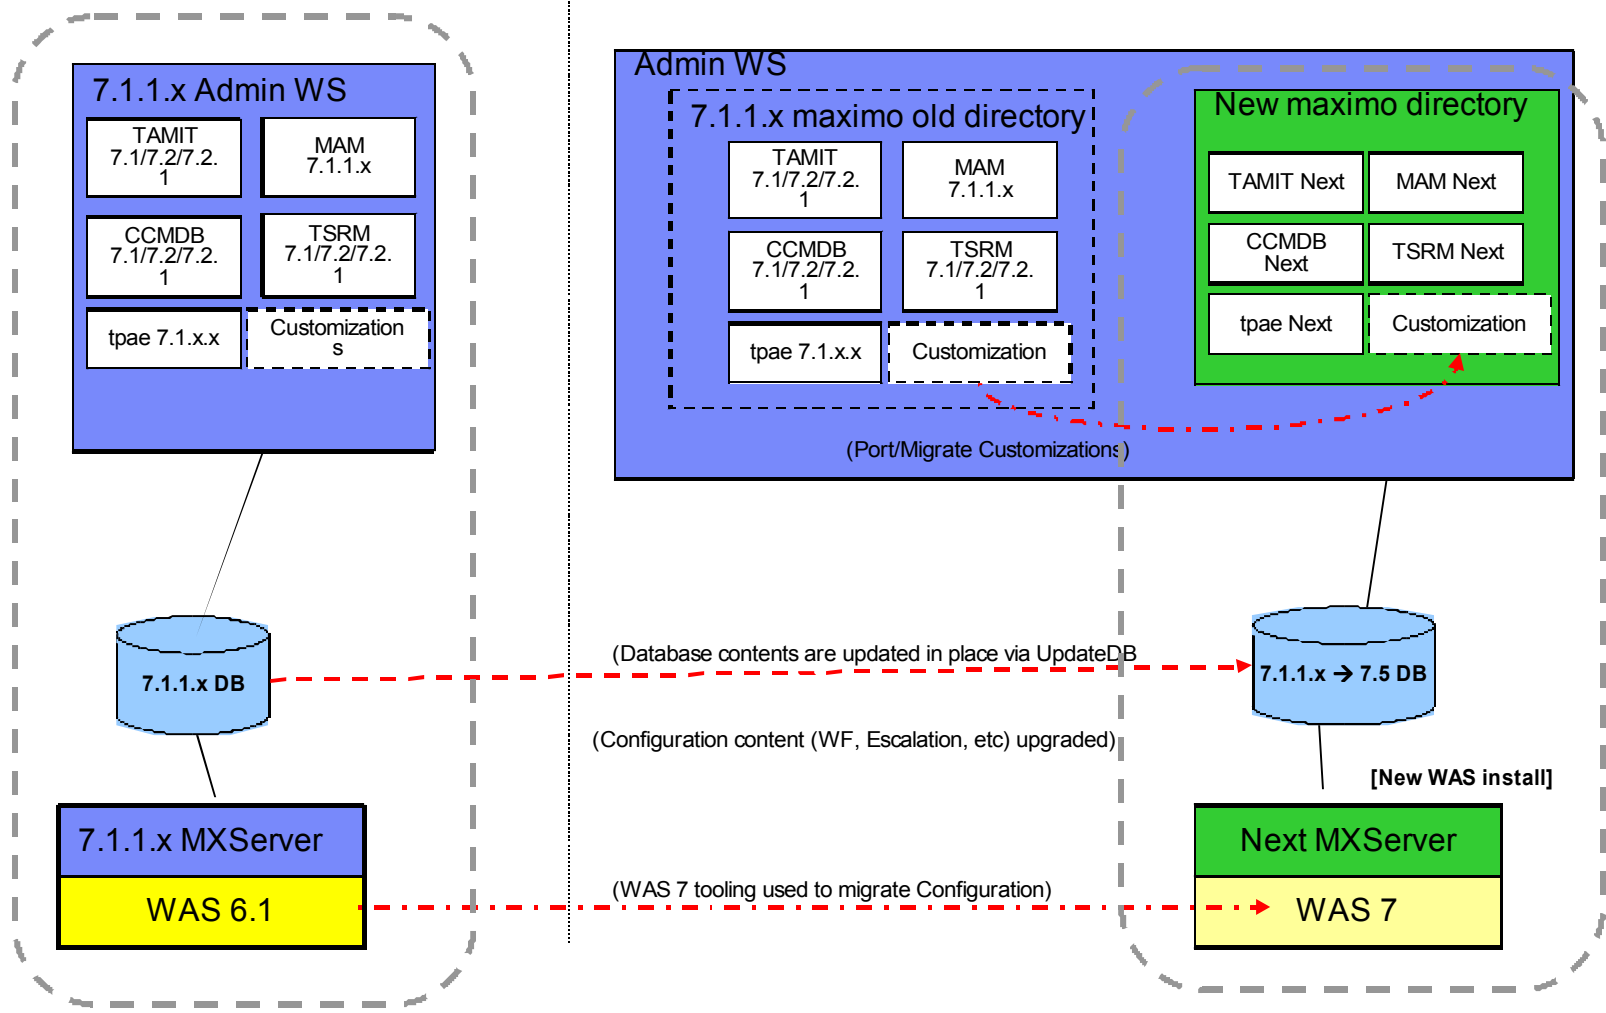 7.1.1.x Admin WS
TAMIT
7.1/7.2/7.2.
1
MAM
7.1.1.x
CCMDB
7.1/7.2/7.2.
1
TSRM
7.1/7.2/7.2.
1
tpae 7.1.x.x
Customization
s
7.1.1.x DB
7.1.1.x MXServer
WAS 6.1
Admin WS
7.1.1.x maximo old directory
TAMIT
7.1/7.2/7.2.
1
MAM
7.1.1.x
CCMDB
7.1/7.2/7.2.
1
TSRM
7.1/7.2/7.2.
1
tpae 7.1.x.x
Customization
(Port/Migrate Customizations)
New maximo directory
TAMIT Next
MAM Next
CCMDB
Next
TSRM Next
tpae Next
Customization
(Database contents are updated in place via UpdateDB
7.1.1.x → 7.5 DB
(Configuration content (WF, Escalation, etc) upgraded)
[New WAS install]
Next MXServer
(WAS 7 tooling used to migrate Configuration)
WAS 7